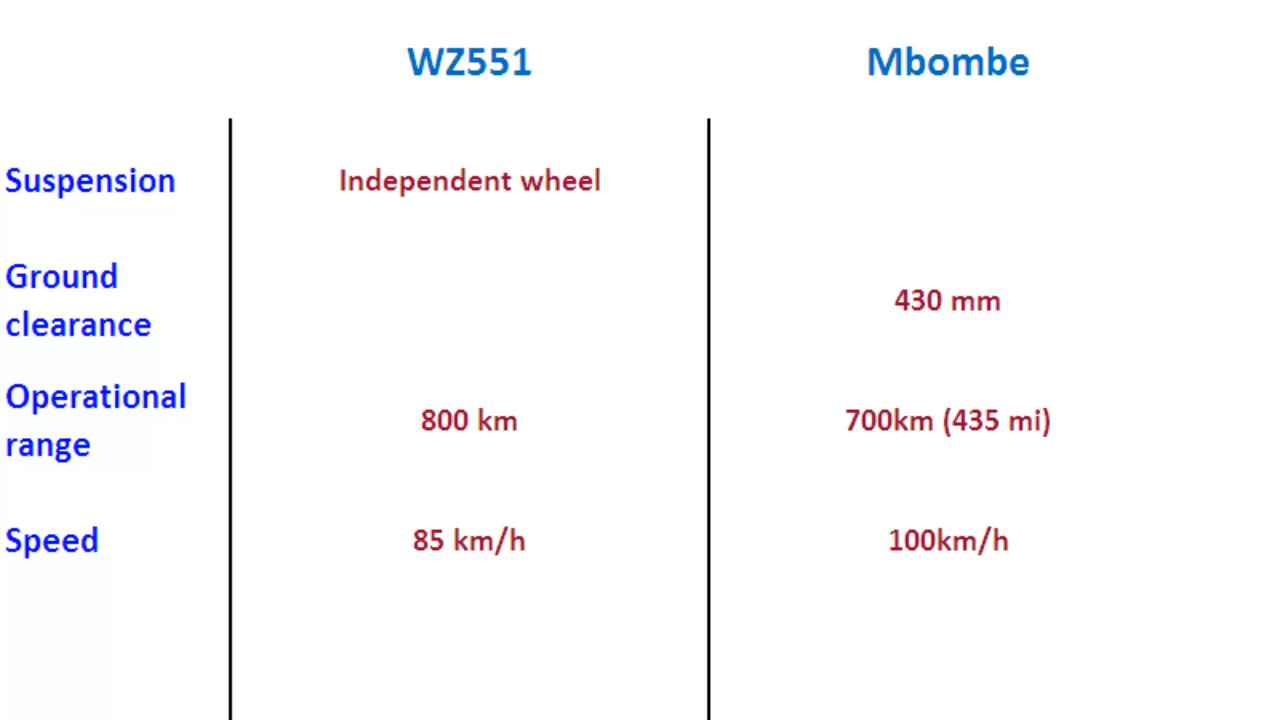 WZ551 Mbombe
Suspension Independent wheel
Ground
clearance
430 mm
Operational
range
800 km 700km (435 mi)
Speed 85 km/h 100km/h